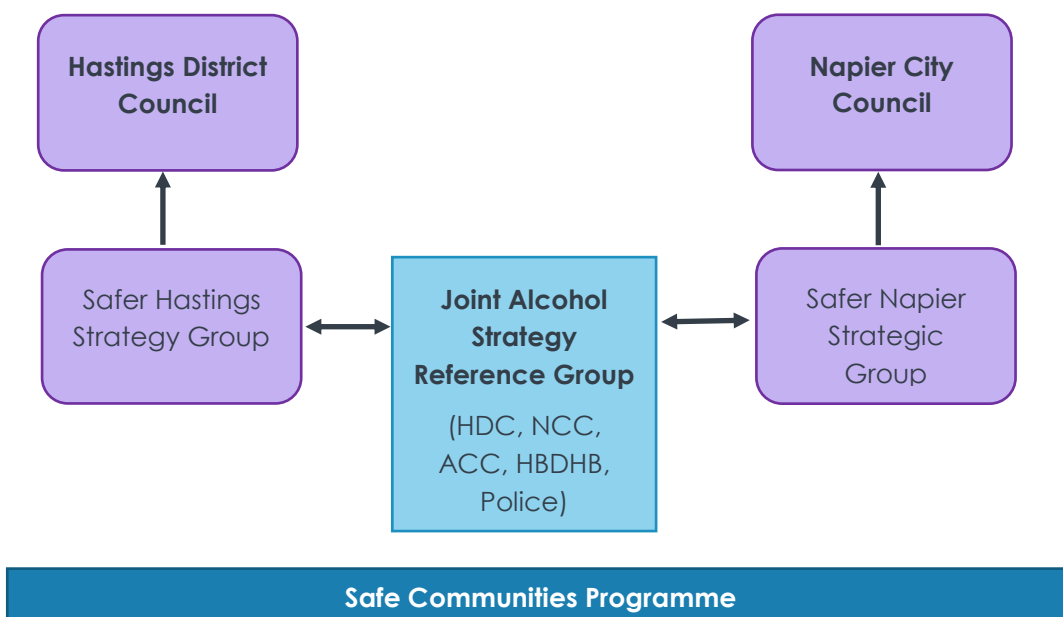 Hastings District
Council
Napier City
Council
Safer Hastings
Strategy Group
Joint Alcohol
Strategy
Reference Group
(HDC, NCC,
ACC, HBDHB,
Police)
Safer Napier
Strategic
Group
Safe Communities Programme